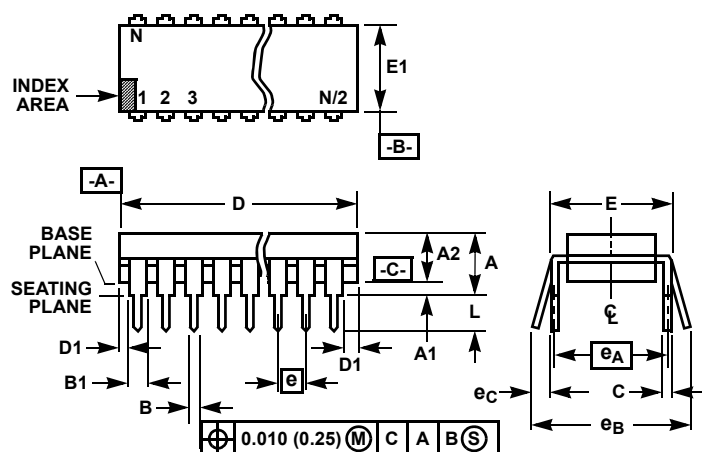 N
E1
INDEX
AREA
1 2 3 N/2
-B-
-A-
D
E
BASE
PLANE
A2
A
-C-
SEATING
PLANE
L
C
L
D1
A1
D1
B1
e
eA
eC
C
B
eB
0.010 (0.25) M C A B S